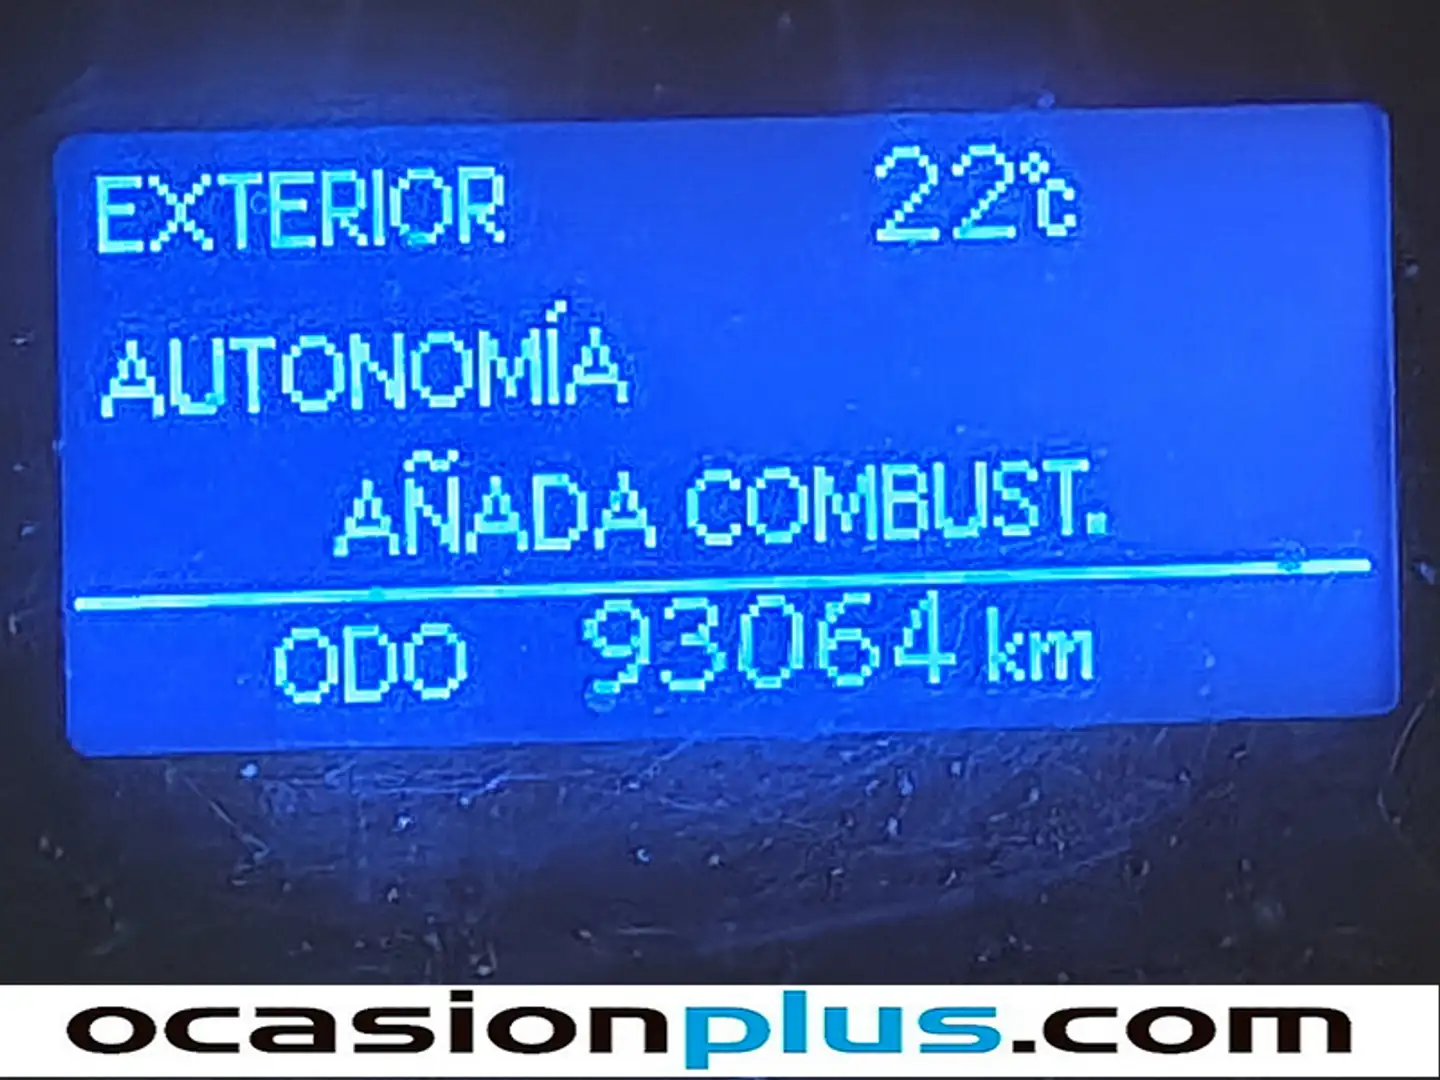 EXTERIOR 22°C
AUTONOMÍA
AÑADA COMBUST.
ODO 93064 km
ocasionplus.com